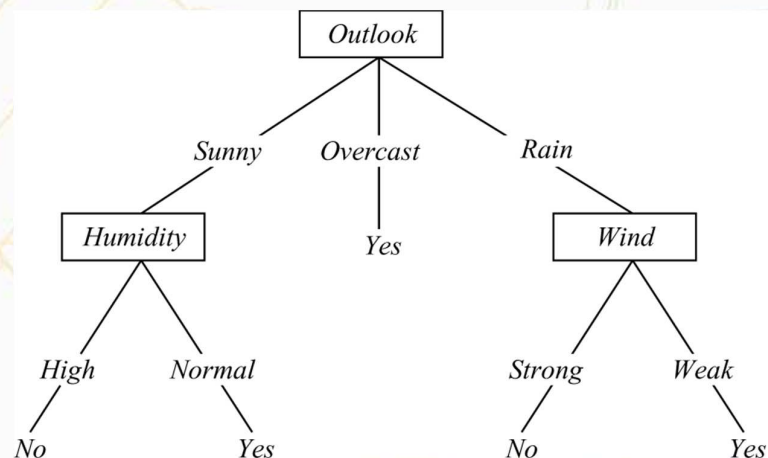 Outlook
Sunny Overcast Rain
Humidity Yes Wind
High Normal Strong Weak
No Yes No Yes